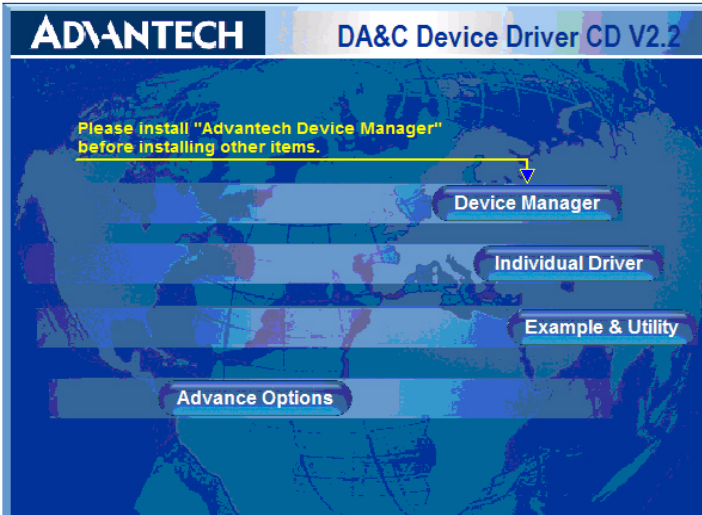 ADVANTECH
DA&C Device Driver CD V2.2
Please install "Advantech Device Manager"
before installing other items.
Device Manager
Individual Driver
Example & Utility
Advance Options